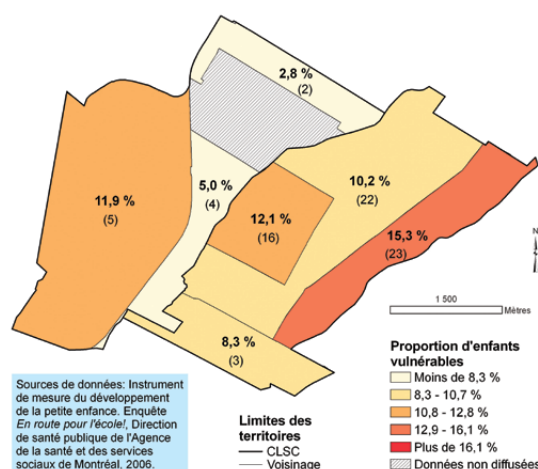 2,8 %
(2)
11,9 %
(5)
5,0 %
(4)
12,1 %
(16)
10,2 %
(22)
15,3 %
(23)
8,3 %
(3)
N
1 500
Mètres
Sources de données: Instrument
de mesure du développement
de la petite enfance. Enquête
En route pour l'école!, Direction
de santé publique de l'Agence
de la santé et des services
sociaux de Montréal, 2006.
Limites des
territoires
CLSC
Voisinage
Proportion d'enfants
vulnérables
Moins de 8,3 %
8,3 - 10,7 %
10,8 - 12,8 %
12,9 - 16,1 %
Plus de 16,1 %
Données non diffusées